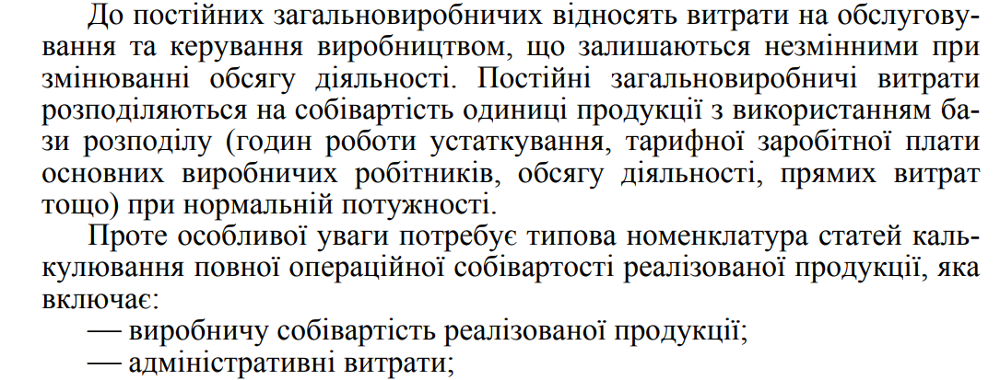 До постійних загальновиробничих відносять витрати на обслугову-
вання та керування виробництвом, що залишаються незмінними при
змінюванні обсягу діяльності. Постійні загальновиробничі витрати
розподіляються на собівартість одиниці продукції з використанням ба-
зи розподілу (годин роботи устаткування, тарифної заробітної плати
основних виробничих робітників, обсягу діяльності, прямих витрат
тощо) при нормальній потужності.
Проте особливої уваги потребує типова номенклатура статей каль-
кулювання повної операційної собівартості реалізованої продукції, яка
включає:
— виробничу собівартість реалізованої продукції;
— адміністративні витрати;